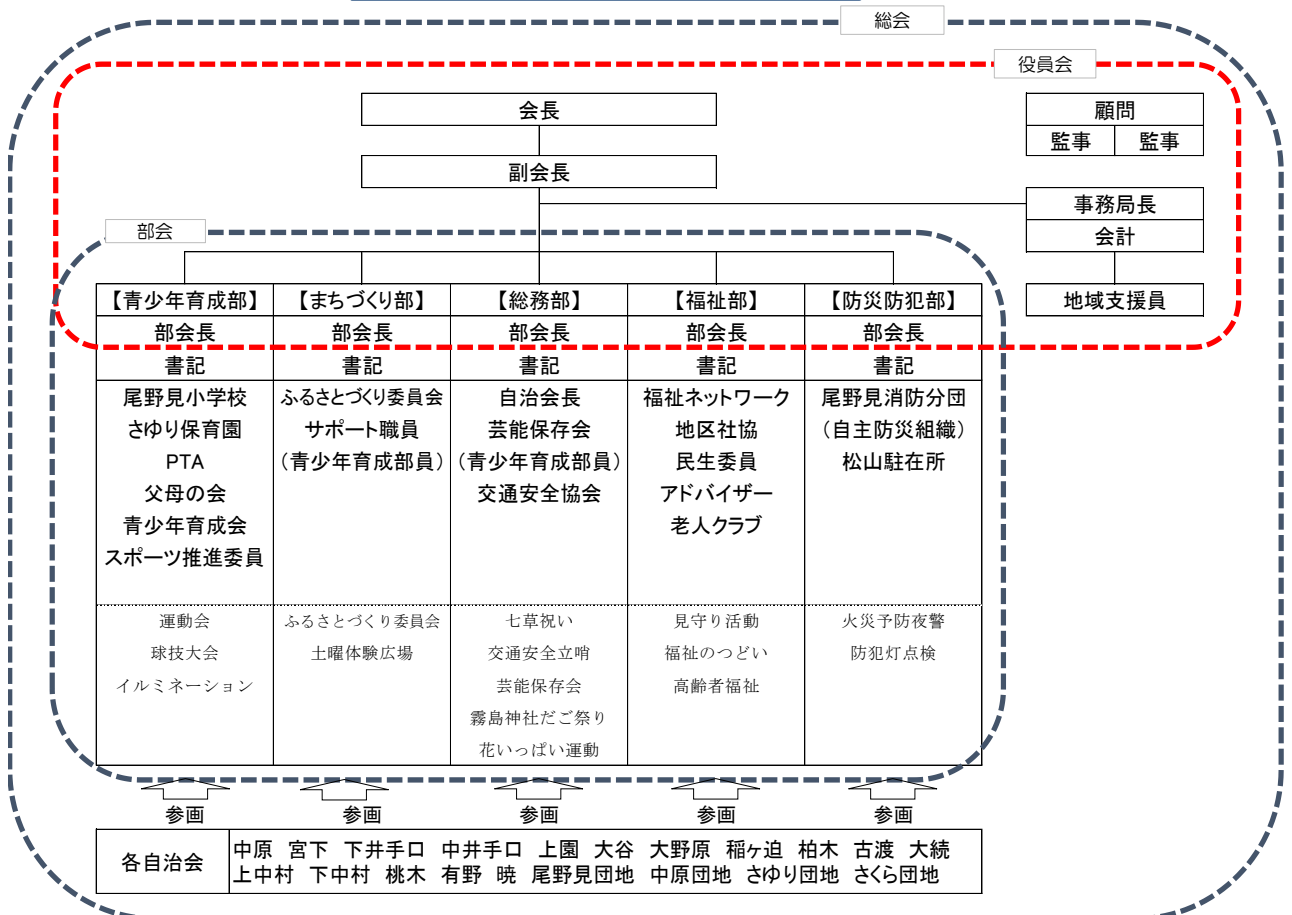 総会
役員会
会長
顧問
監事 監事
副会長
事務局長
部会
会計
【青少年育成部】 【まちづくり部】 【総務部】 【福祉部】 【防災防犯部】
地域支援員
部会長 部会長 部会長 部会長 部会長
書記 書記 書記 書記 書記
尾野見小学校 ふるさとづくり委員会 自治会長 福祉ネットワーク 尾野見消防分団
さゆり保育園 サポート職員 芸能保存会 地区社協 （自主防災組織）
PTA （青少年育成部員） （青少年育成部員） 民生委員 松山駐在所
父母の会 交通安全協会 アドバイザー
青少年育成会 老人クラブ
スポーツ推進委員
運動会 ふるさとづくり委員会 七草祝い 見守り活動 火災予防夜警
球技大会 土曜体験広場 交通安全立哨 福祉のつどい 防犯灯点検
イルミネーション 芸能保存会 高齢者福祉
霧島神社だご祭り
花いっぱい運動
参画 参画 参画 参画 参画
各自治会
中原 宮下 下井手口 中井手口 上園 大谷 大野原 稲ヶ迫 柏木 古渡 大続
上中村 下中村 桃木 有野 暁 尾野見団地 中原団地 さゆり団地 さくら団地